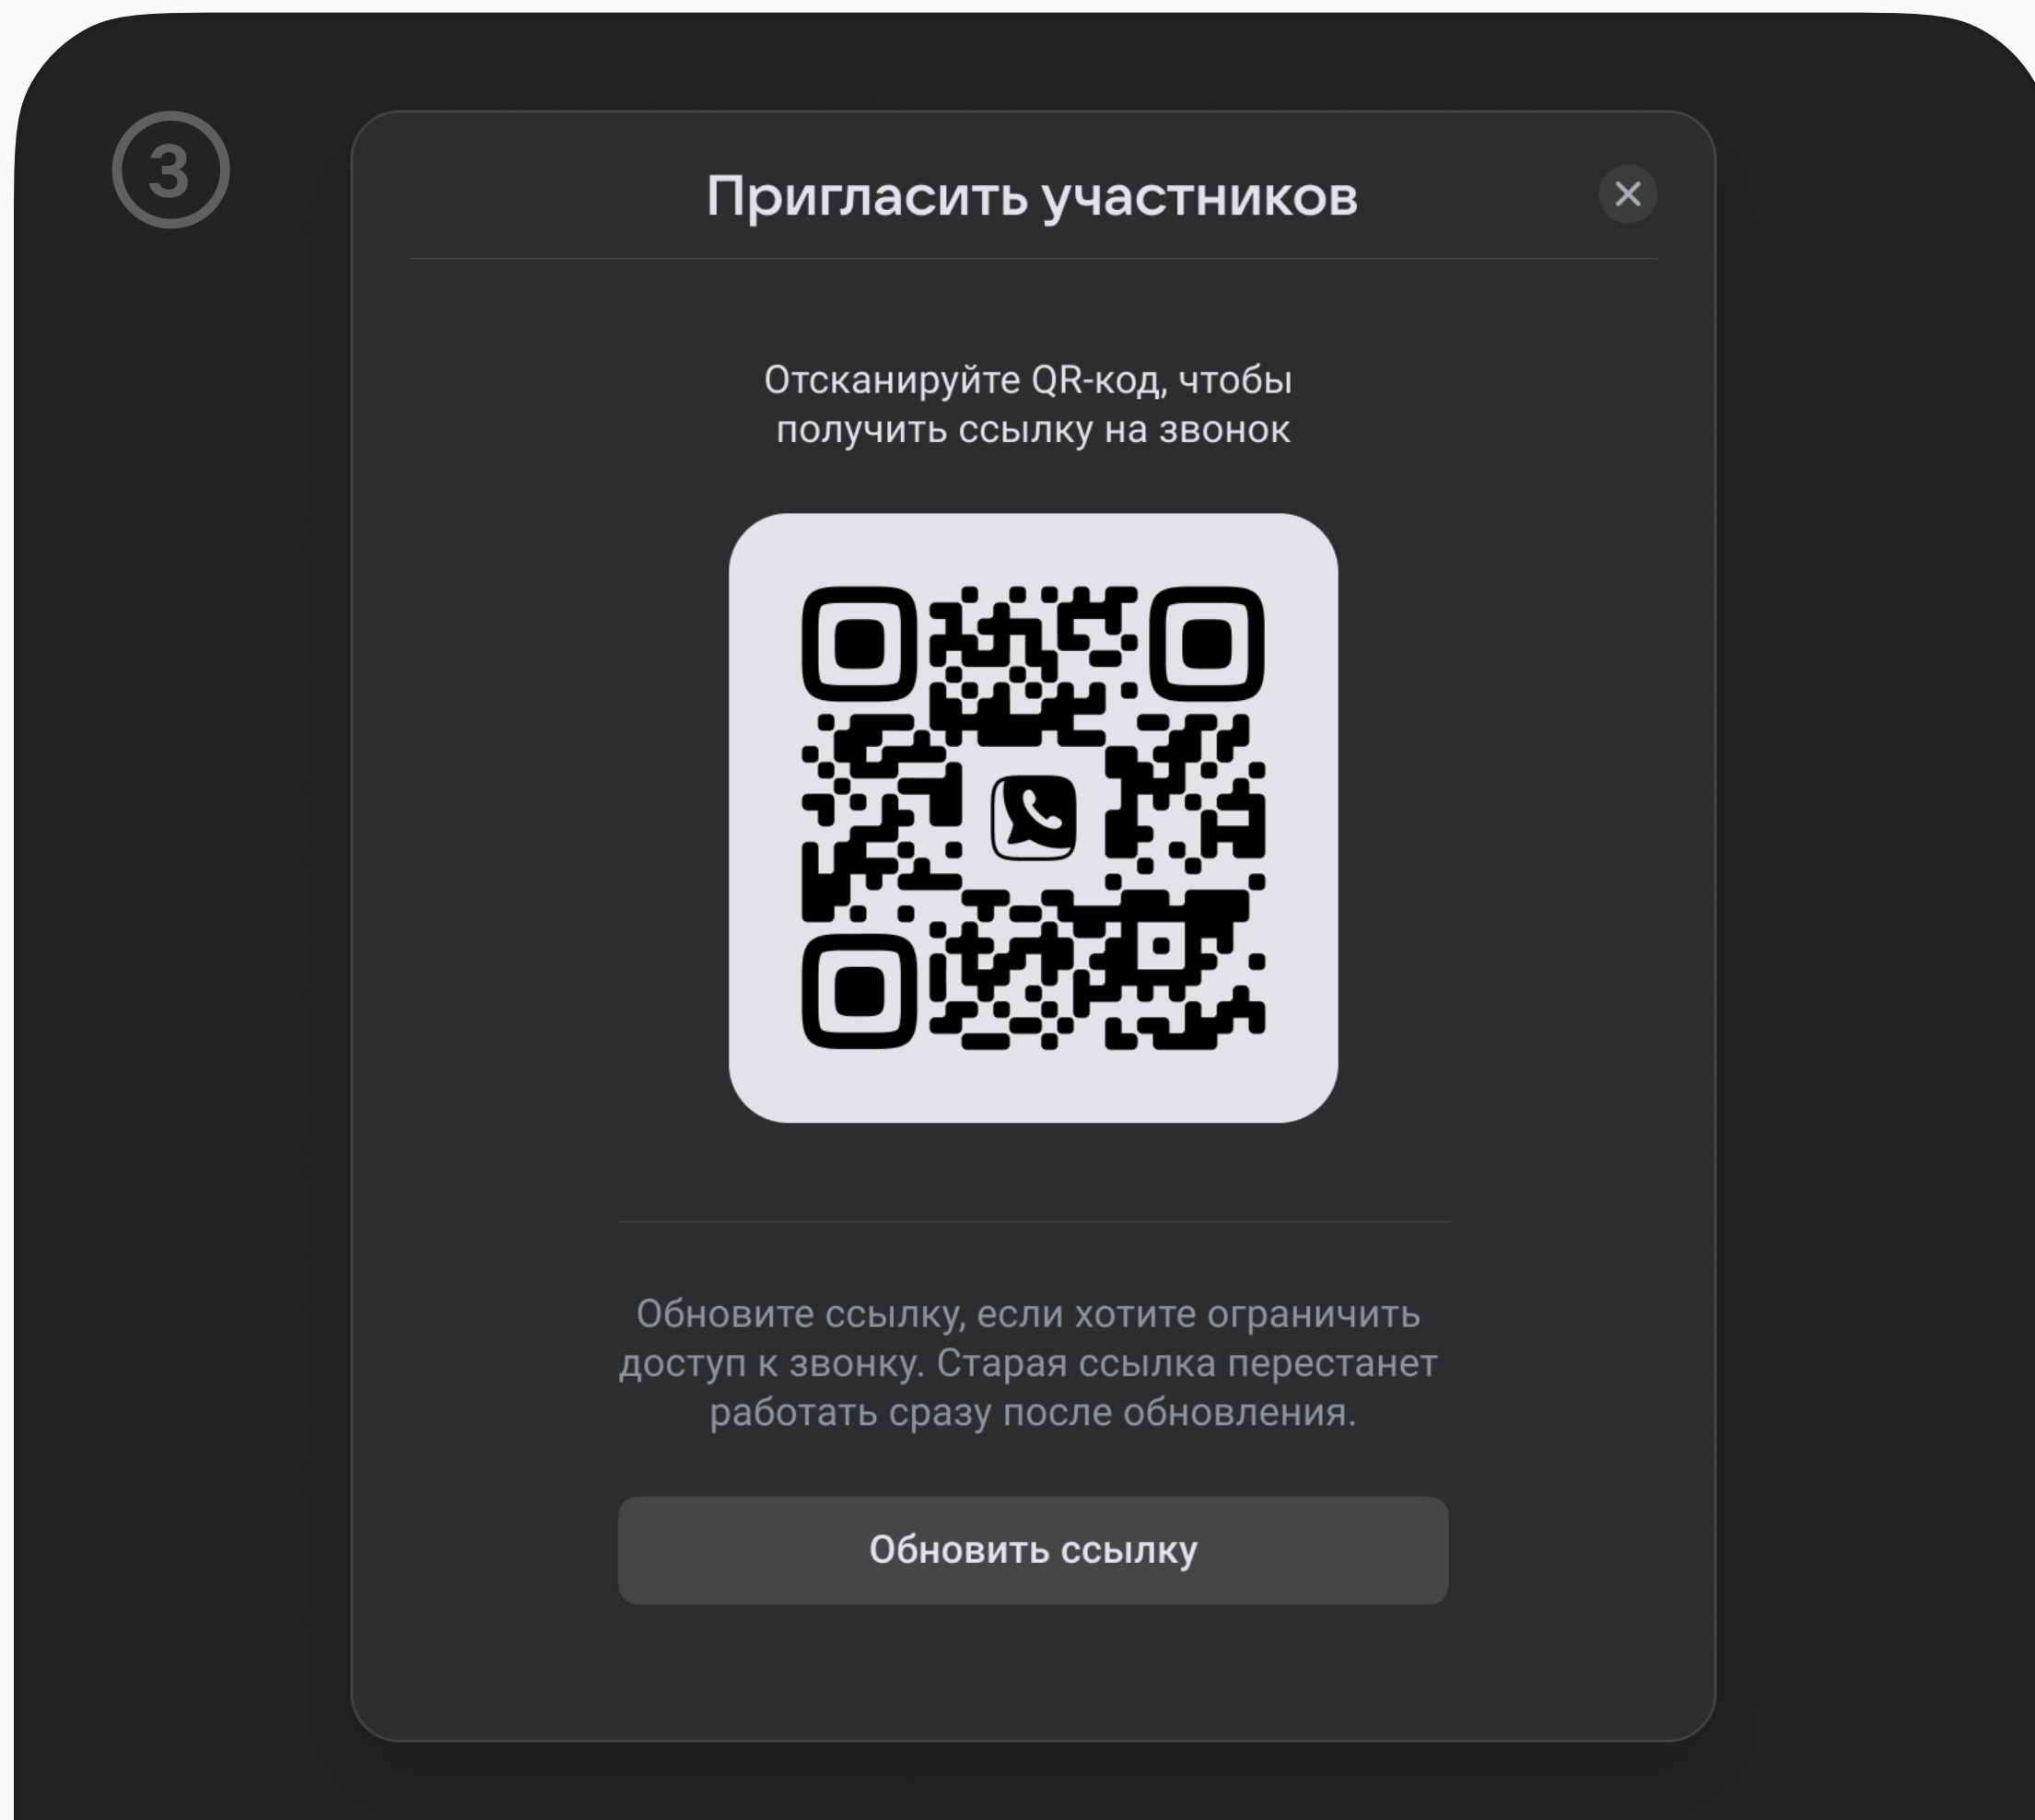 3
Пригласить участников
Отсканируйте QR-код, чтобы
получить ссылку на звонок
Обновите ссылку, если хотите ограничить
доступ к звонку. Старая ссылка перестанет
работать сразу после обновления.
Обновить ссылку